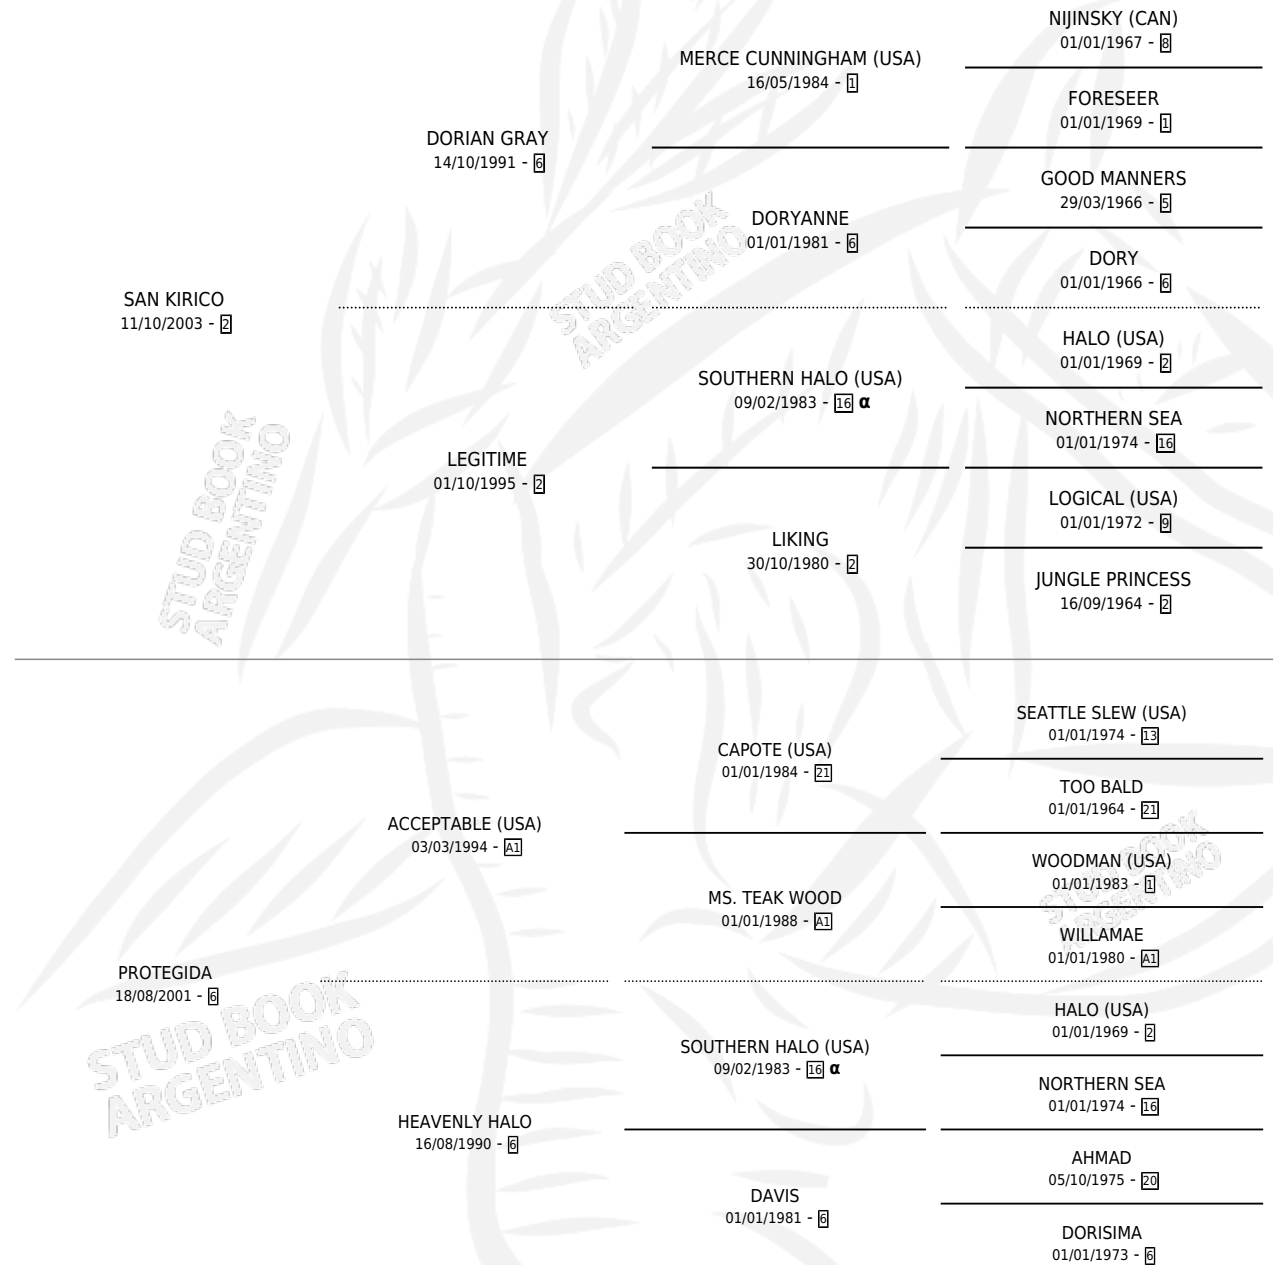 NIJINSKY (CAN)
01/01/1967 - 8
MERCE CUNNINGHAM (USA)
16/05/1984 - 1
FORESEER
01/01/1969 - 1
DORIAN GRAY
14/10/1991 - 6
GOOD MANNERS
29/03/1966 - 5
DORYANNE
01/01/1981 - 6
DORY
01/01/1966 - 6
SAN KIRICO
11/10/2003 - 2
HALO (USA)
01/01/1969 - 2
SOUTHERN HALO (USA)
09/02/1983 - 16 α
NORTHERN SEA
01/01/1974 - 16
LEGITIME
01/10/1995 - 2
LOGICAL (USA)
01/01/1972 - 9
LIKING
30/10/1980 - 2
JUNGLE PRINCESS
16/09/1964 - 2
SEATTLE SLEW (USA)
01/01/1974 - 13
CAPOTE (USA)
01/01/1984 - 21
TOO BALD
01/01/1964 - 21
ACCEPTABLE (USA)
03/03/1994 - A1
WOODMAN (USA)
01/01/1983 - 1
MS. TEAK WOOD
01/01/1988 - A1
WILLAMAE
01/01/1980 - A1
PROTEGIDA
18/08/2001 - 6
HALO (USA)
01/01/1969 - 2
SOUTHERN HALO (USA)
09/02/1983 - 16 α
NORTHERN SEA
01/01/1974 - 16
HEAVENLY HALO
16/08/1990 - 6
AHMAD
05/10/1975 - 20
DAVIS
01/01/1981 - 6
DORISIMA
01/01/1973 - 6
STUD BOOK
ARGENTINO
STUD BOOK
ARGENTINO
STUD BOOK
ARGENTINO
STUD BOOK
ARGENTINO